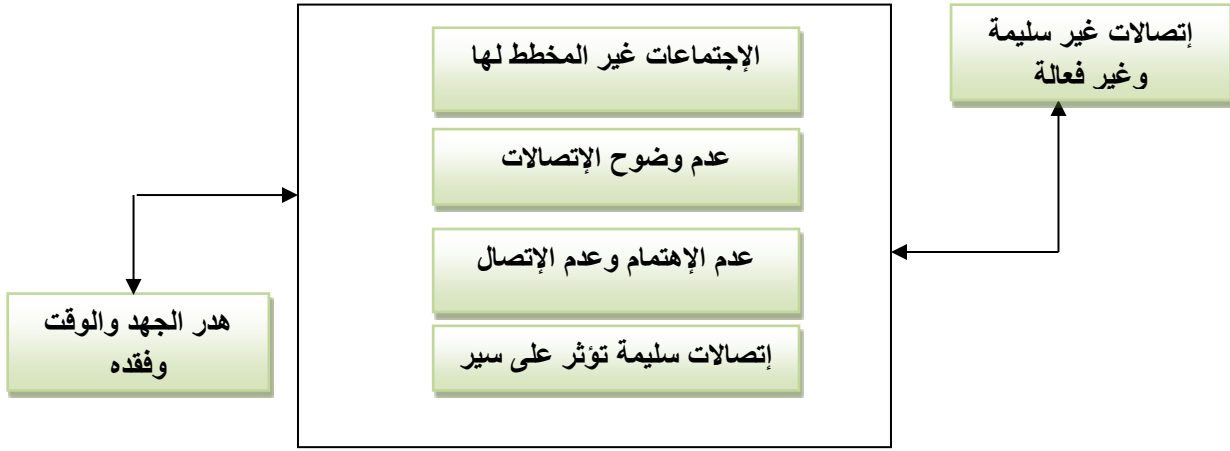 إتصالات غير سليمة
وغير فعالة
الإجتماعات غير المخطط لها
عدم وضوح الإتصالات
عدم الإهتمام وعدم الإتصال
إتصالات سليمة تؤثر على سير
هدر الجهد والوقت
وفقده